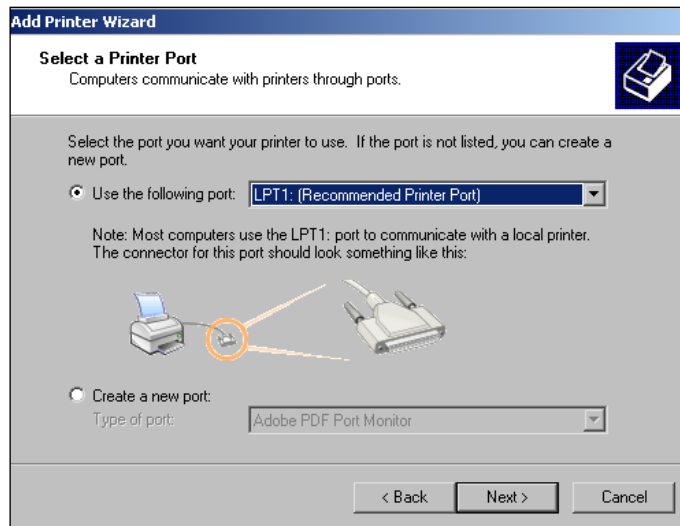 Add Printer Wizard
Select a Printer Port
Computers communicate with printers through ports.
Select the port you want your printer to use. If the port is not listed, you can create a
new port.
Use the following port: LPT1: (Recommended Printer Port)
Note: Most computers use the LPT1: port to communicate with a local printer.
The connector for this port should look something like this:
Create a new port:
Type of port: Adobe PDF Port Monitor
< Back Next > Cancel